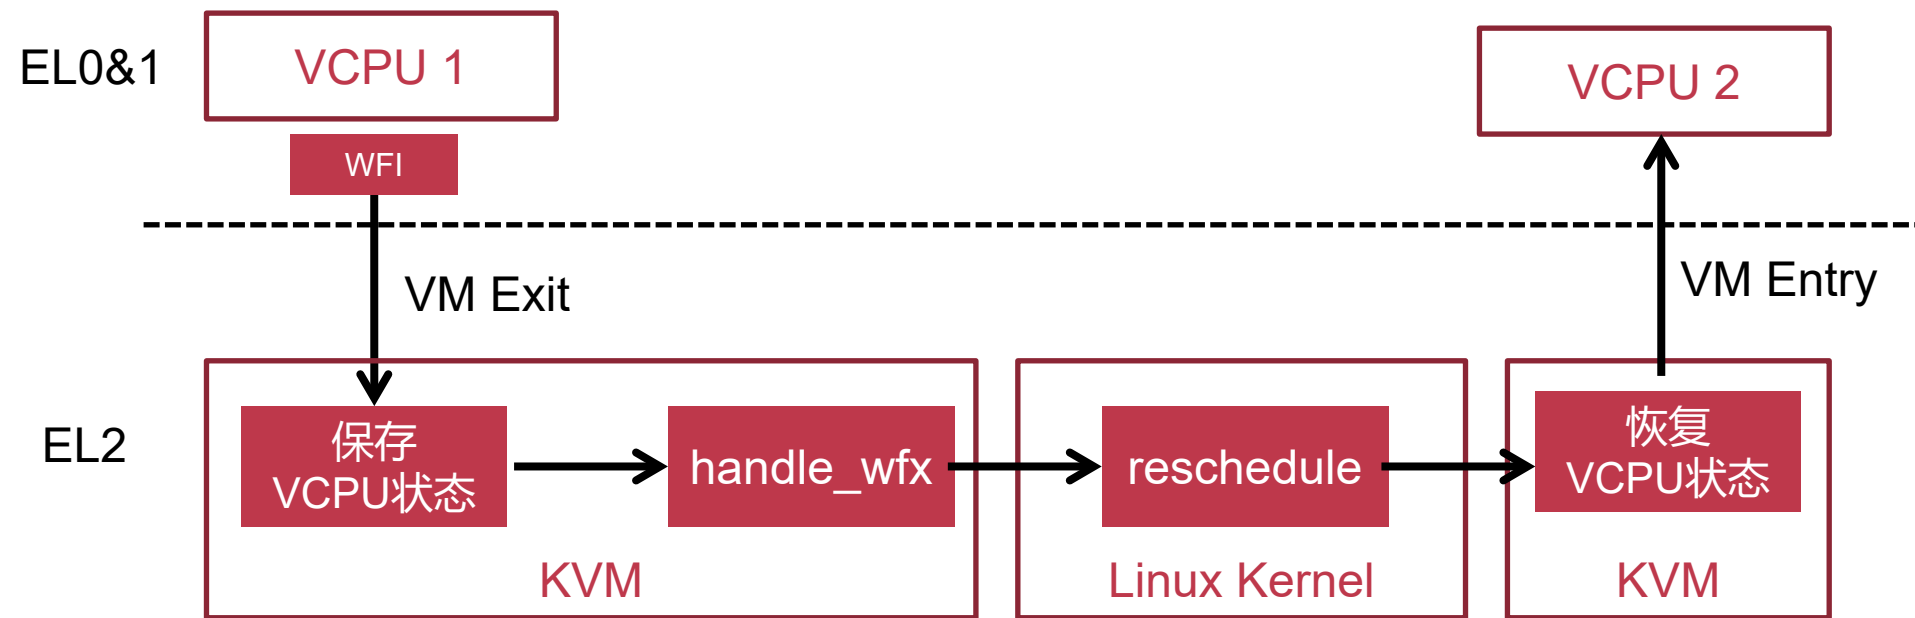 EL0&1
VCPU 1
VCPU 2
WFI
VM Exit
VM Entry
EL2
保存
VCPU状态
handle_wfx
reschedule
恢复
VCPU状态
KVM
Linux Kernel
KVM